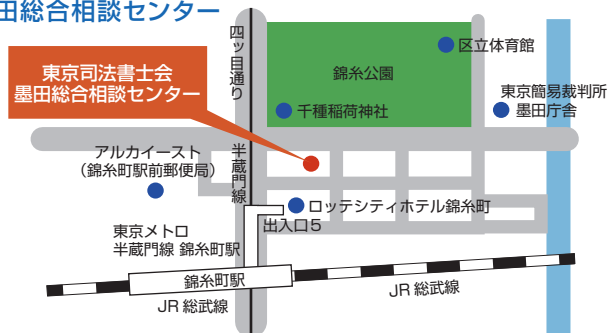 田総合相談センター
四ツ目通り
区立体育館
錦糸公園
東京司法書士会
墨田総合相談センター
千種稲荷神社
東京簡易裁判所
墨田庁舎
アルカイースト
（錦糸町駅前郵便局）
半蔵門線
ロッテシティホテル錦糸町
出入口5
東京メトロ
半蔵門線 錦糸町駅
錦糸町駅
JR 総武線
JR 総武線